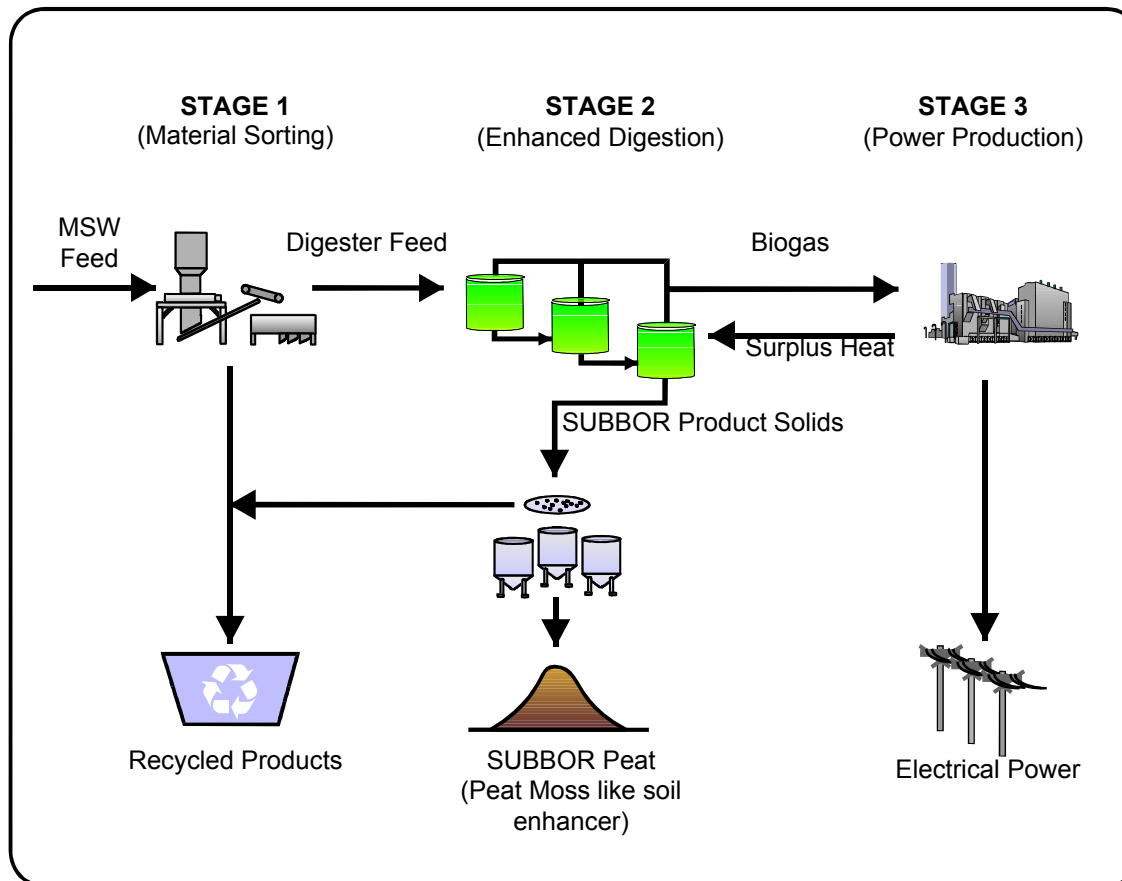 STAGE 1
(Material Sorting)
STAGE 2
(Enhanced Digestion)
STAGE 3
(Power Production)
MSW
Feed
Digester Feed
Biogas
Surplus Heat
SUBBOR Product Solids
Recycled Products
SUBBOR Peat
(Peat Moss like soil
enhancer)
Electrical Power